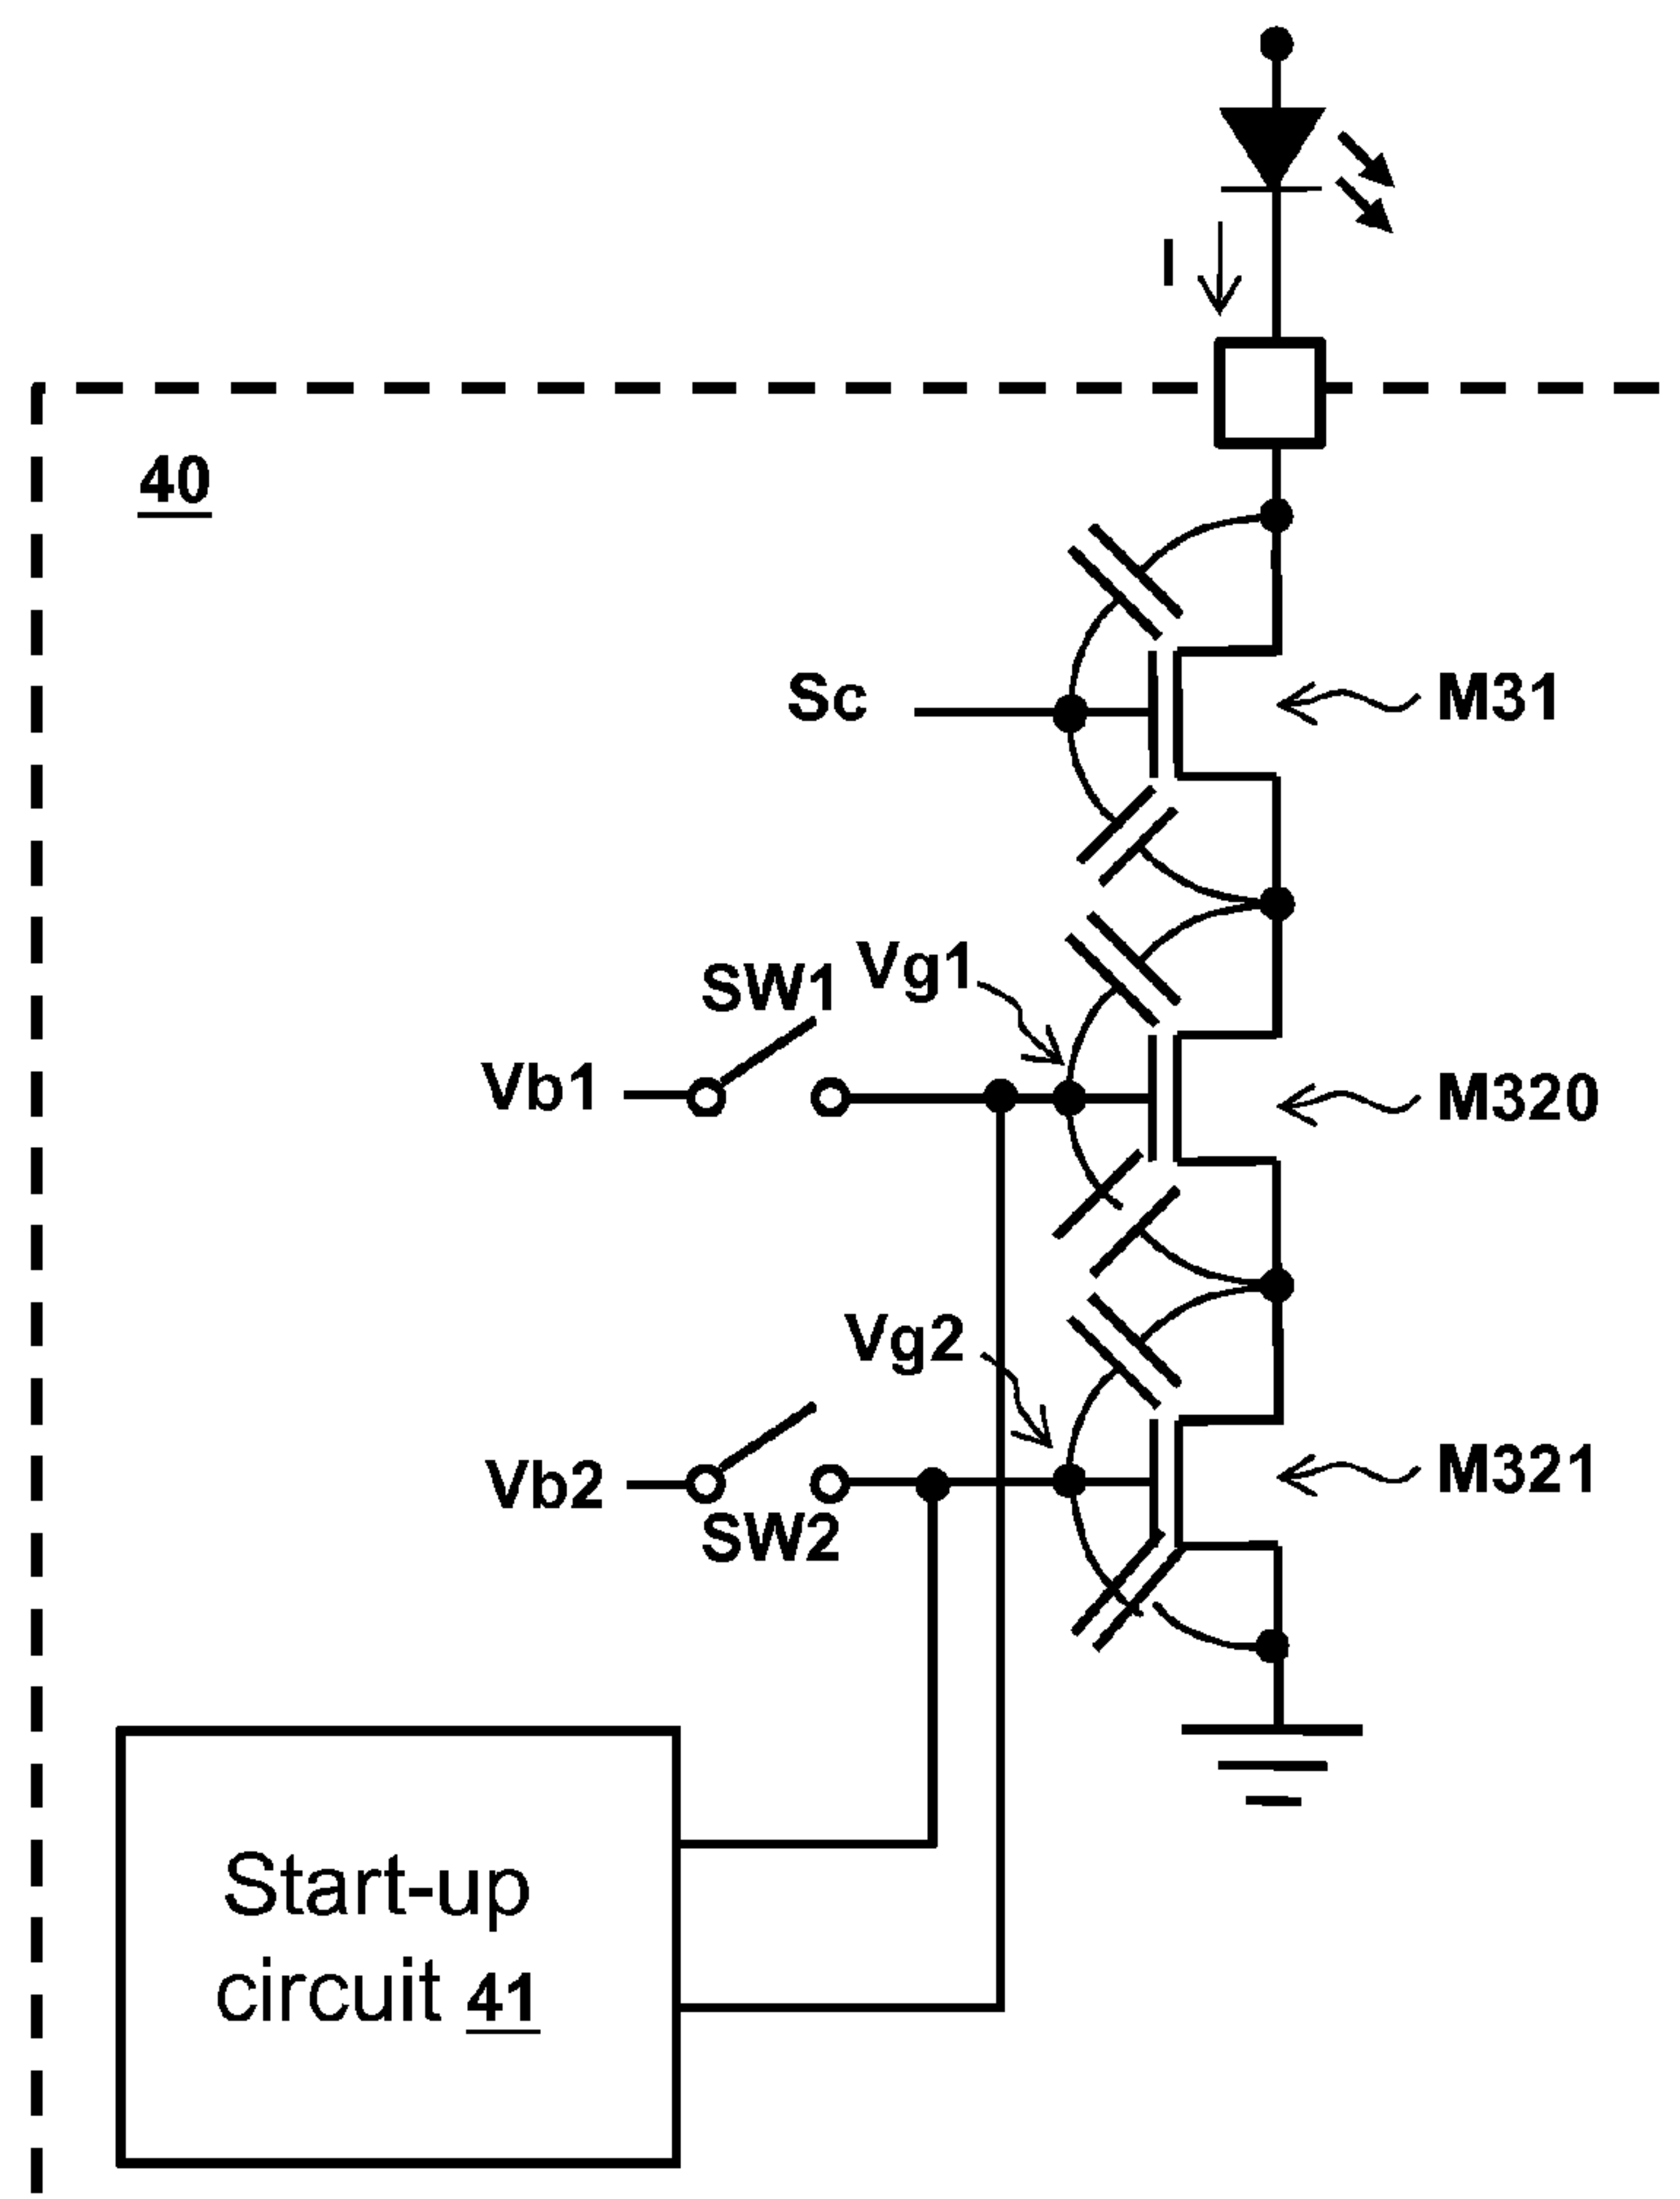 I
40
Sc
M31
SW1
Vg1
Vb1
M320
Vg2
Vb2
SW2
M321
Start-up
circuit 41